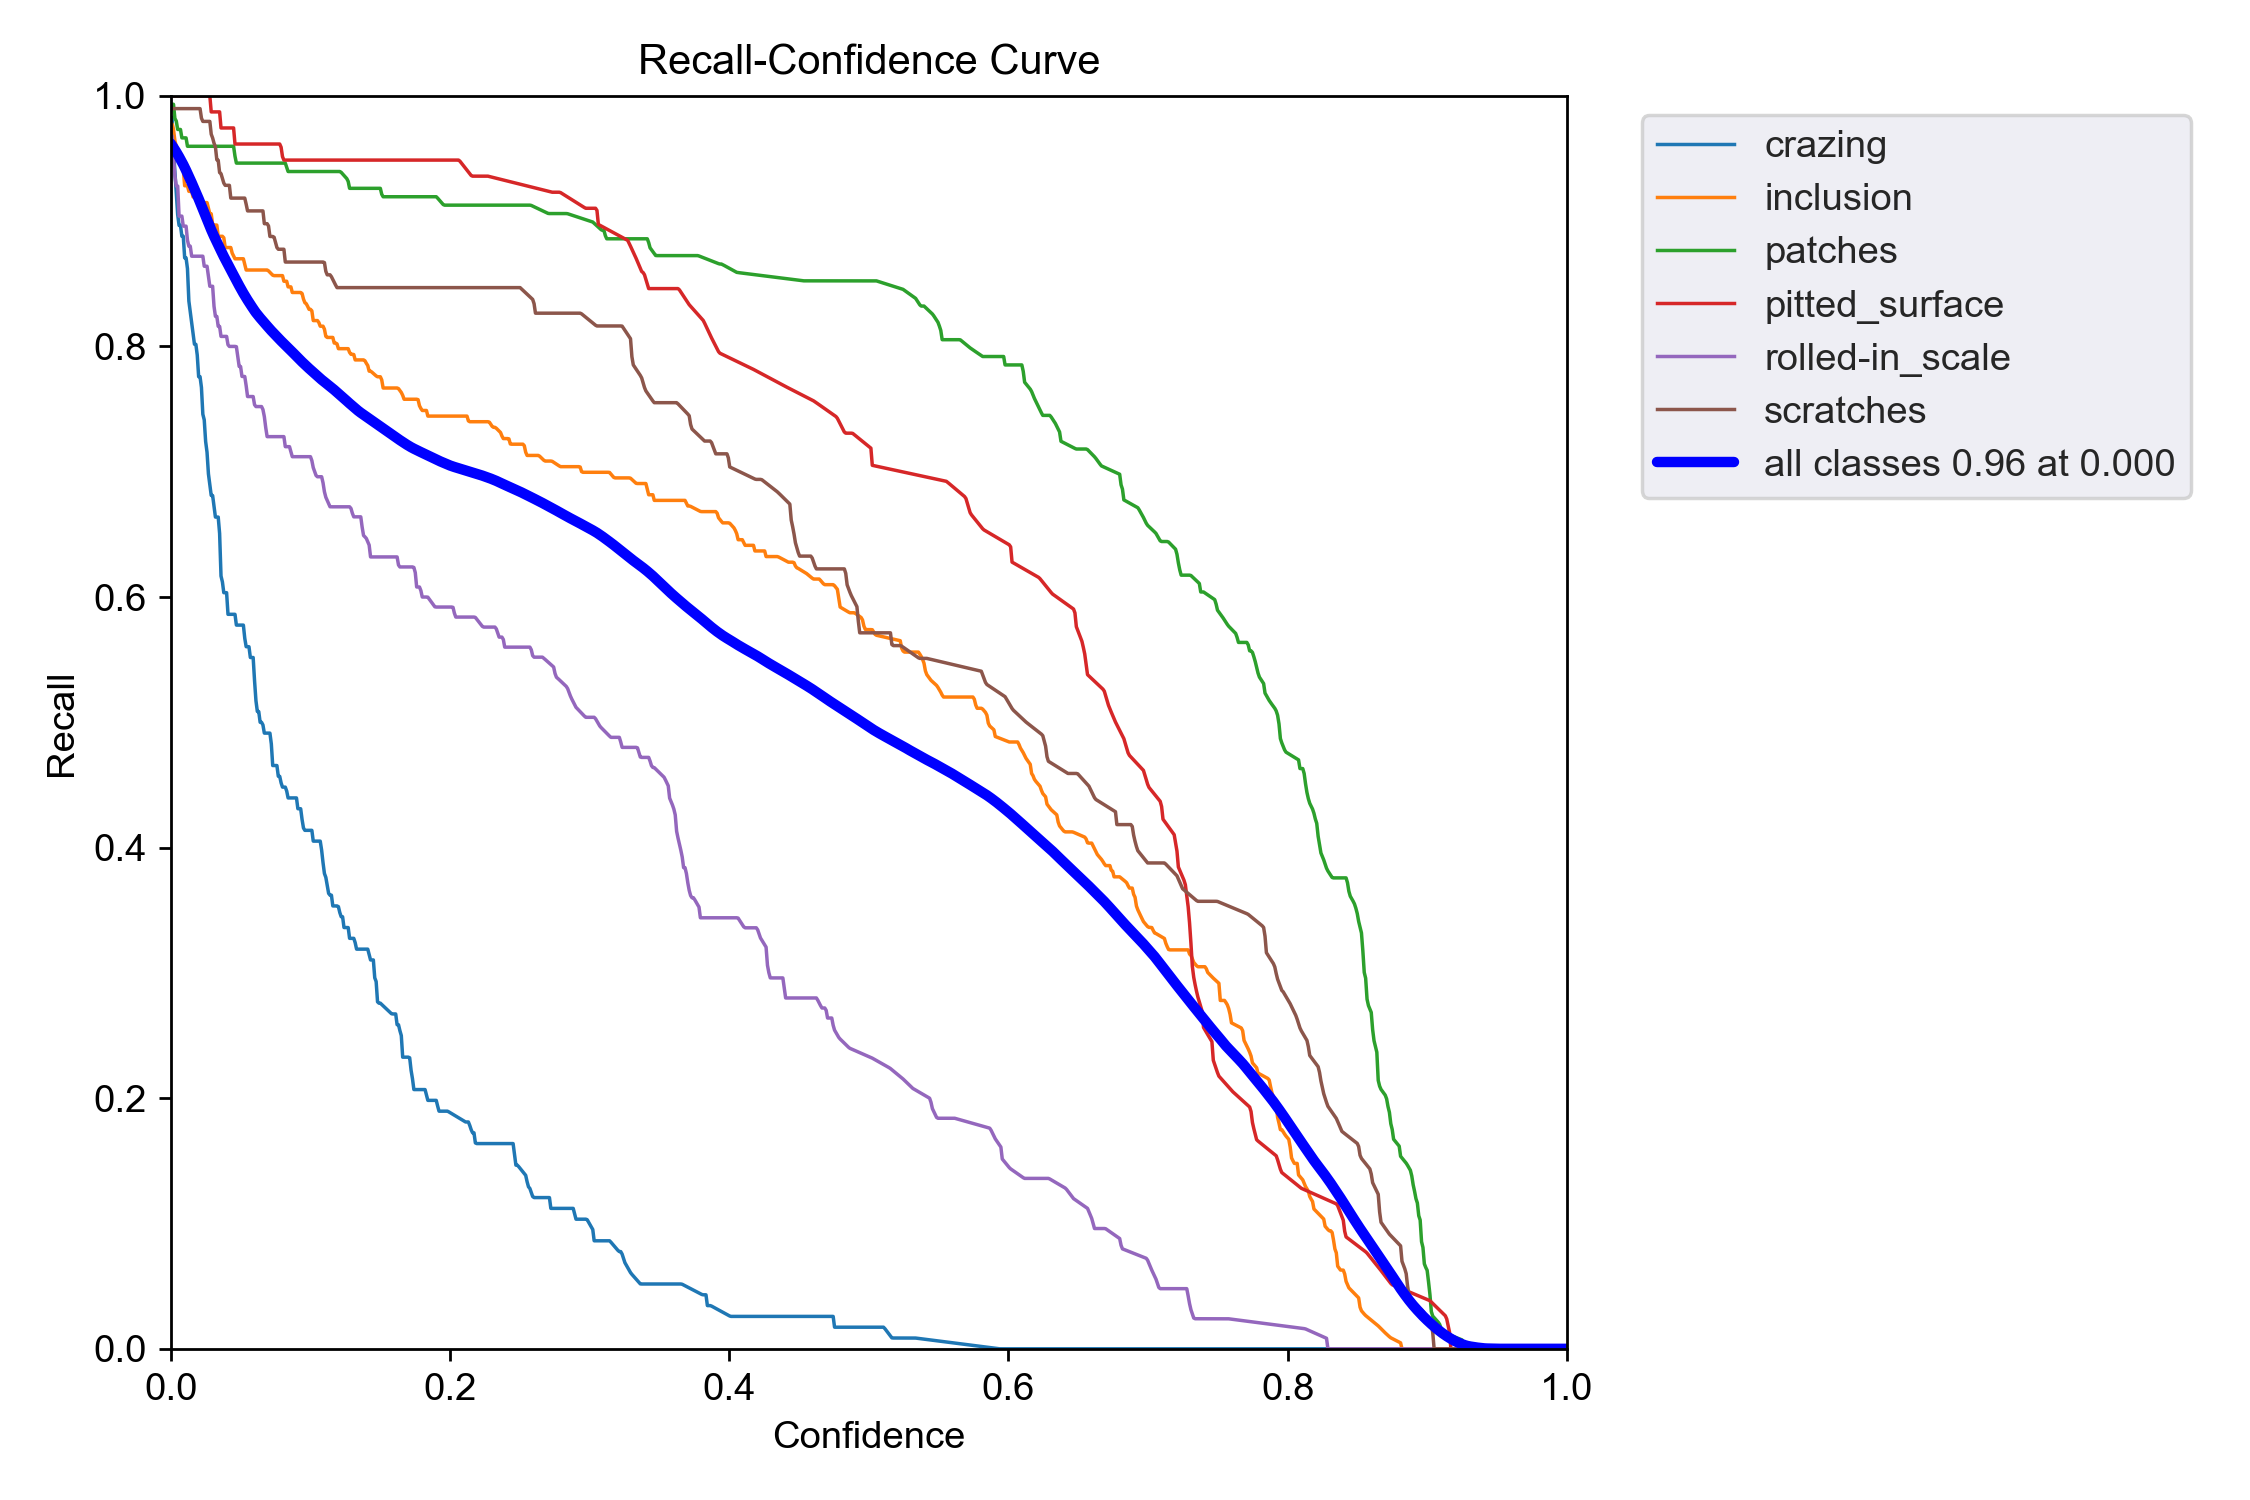 Recall-Confidence Curve
1.0
0.8
0.6
0.4
0.2
0.0
Recall
0.0 0.2 0.4 0.6 0.8 1.0
Confidence
crazing
inclusion
patches
pitted_surface
rolled-in_scale
scratches
all classes 0.96 at 0.000